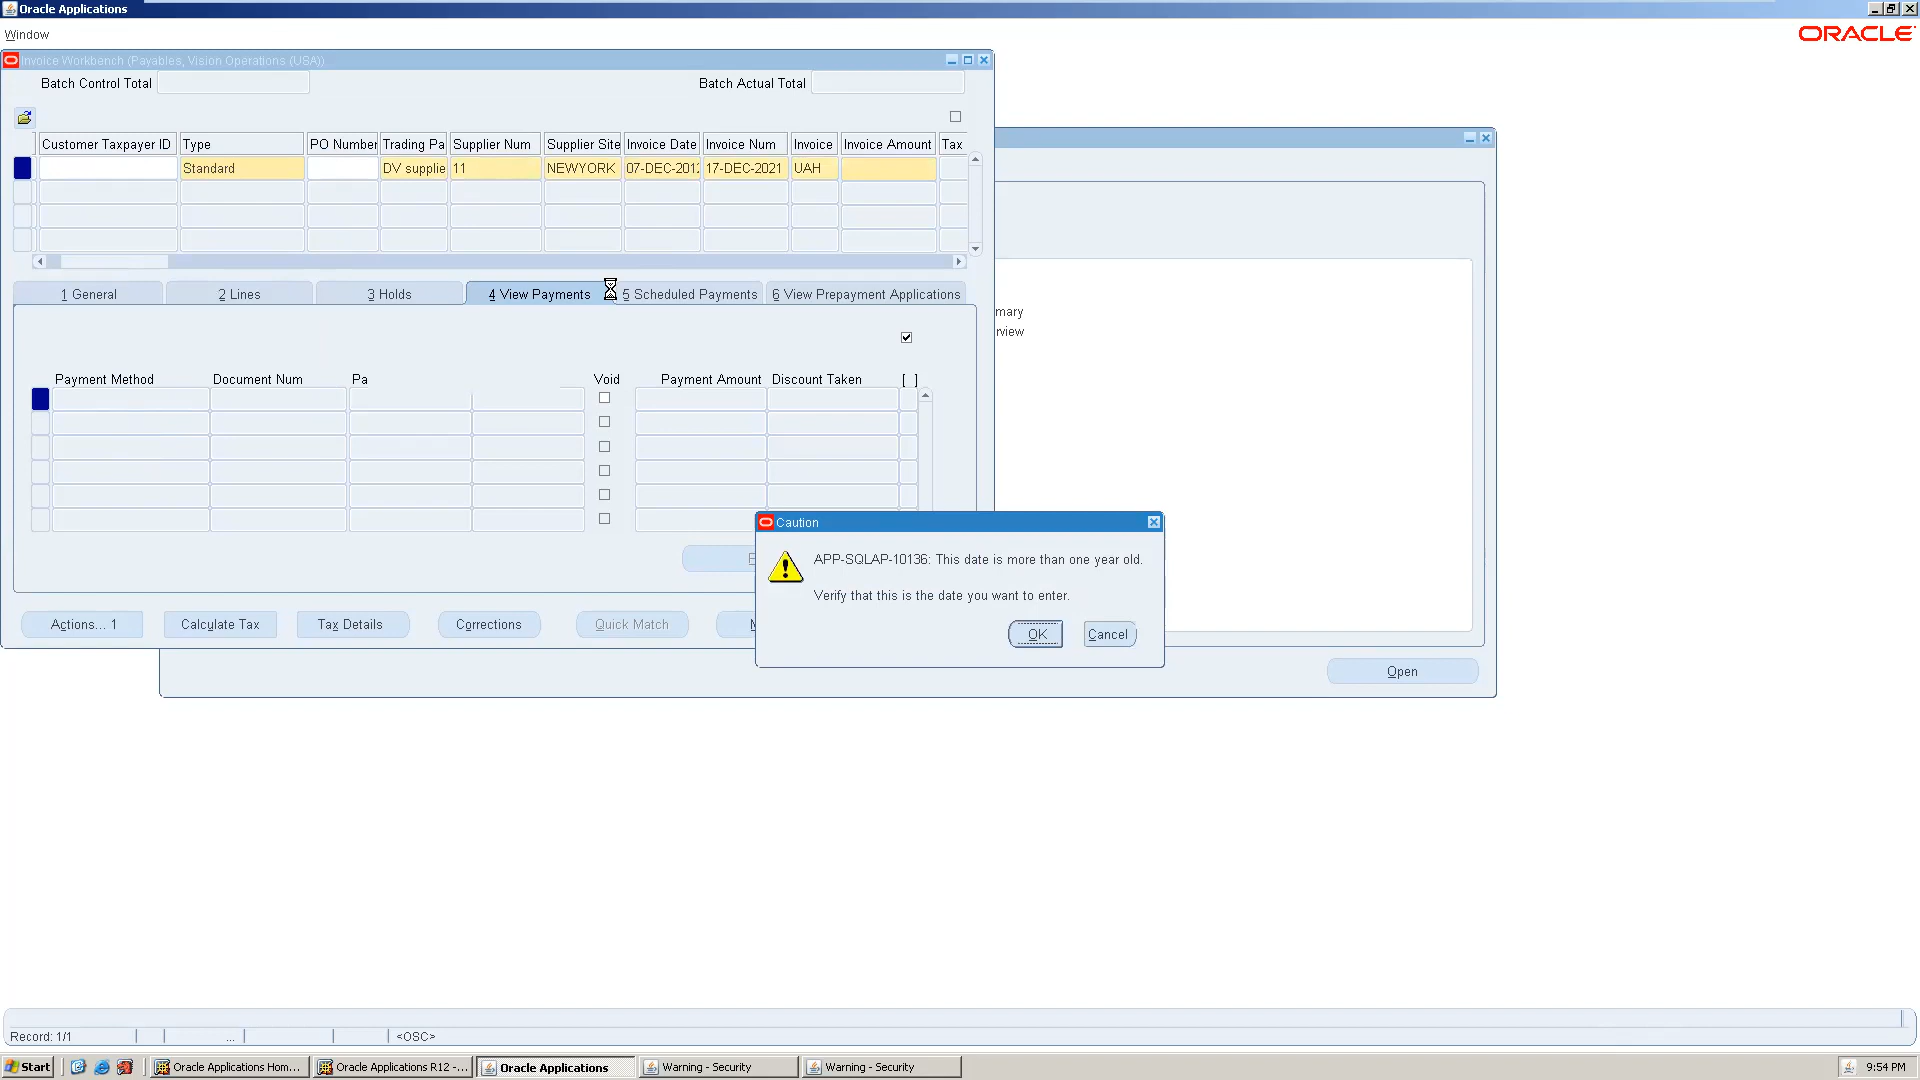 Oracle Applications
Window
ORACLE
Invoice Workbench (Payables, Vision Operations (USA))
Batch Control Total
Batch Actual Total
Customer Taxpayer ID Type PO Number Trading Pa Supplier Num Supplier Site Invoice Date Invoice Num Invoice Invoice Amount Tax
Standard DV supplie 11 NEWYORK 07-DEC-201 17-DEC-2021 UAH
1 General 2 Lines 3 Holds 4 View Payments 5 Scheduled Payments 6 View Prepayment Applications
mary
rview
Payment Method Document Num Pa Void Payment Amount Discount Taken [ ]
Caution
APP-SQLAP-10136: This date is more than one year old.
Verify that this is the date you want to enter.
OK Cancel
Actions... 1 Calculate Tax Tax Details Corrections Quick Match
Open
Record: 1/1 ... <OSC>
Start Oracle Applications Hom... Oracle Applications R12 -... Oracle Applications Warning - Security Warning - Security 9:54 PM